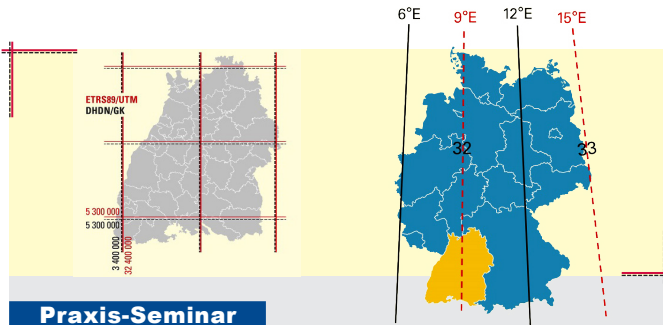 6°E
9°E
12°E
15°E
ETRS89/UTM
DHDN/GK
32
33
5 300 000
5 300 000
3 400 000
32 400 000
Praxis-Seminar